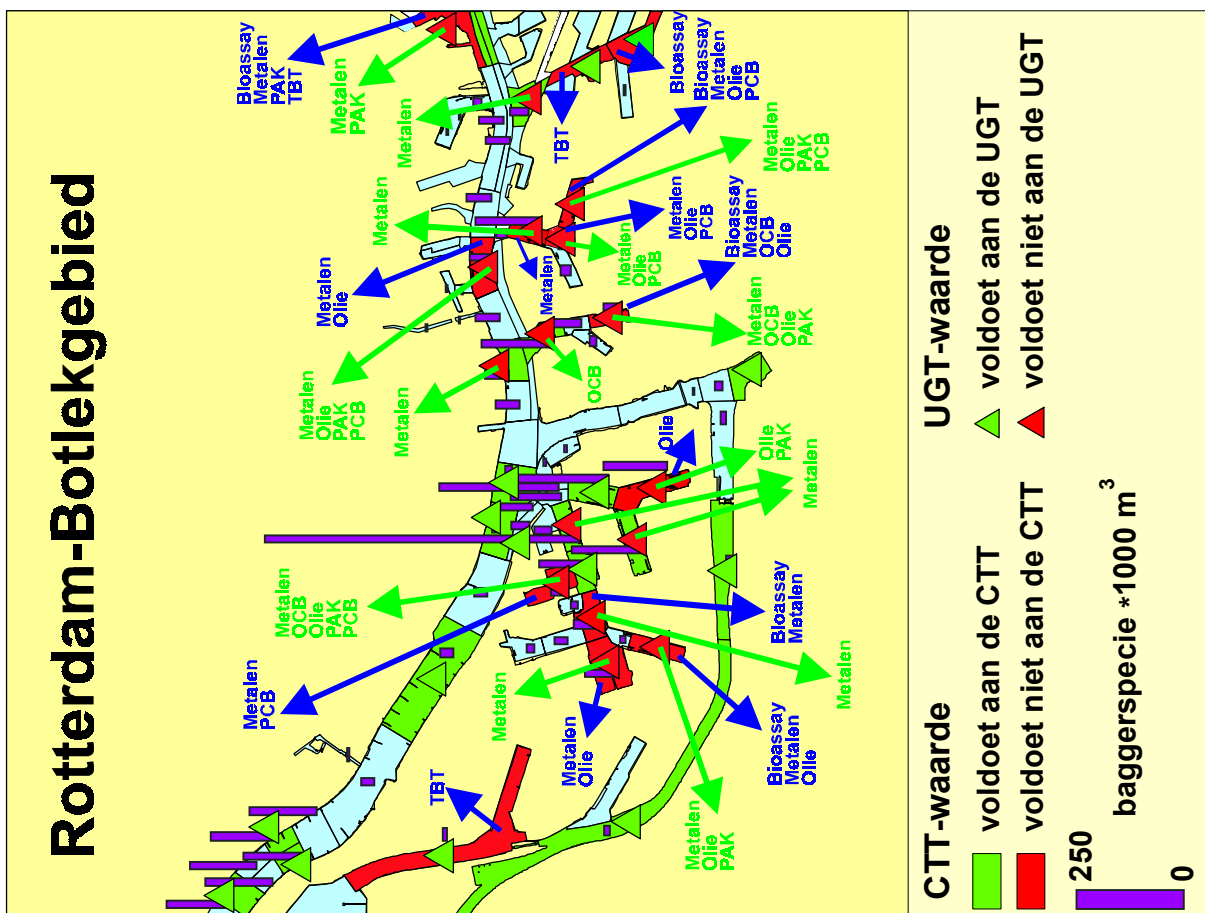 Rotterdam-Botlekgebied
Metalen
PCB
Bioassay
Metalen
PAK
TBT
Metalen
OCB
Olie
PAK
PCB
Metalen
Olie
PAK
PCB
Metalen
Olie
Metalen
PAK
Metalen
Metalen
Metalen
TBT
Metalen
Metalen
TBT
Metalen
Olie
OCB
Metalen
Olie
PCB
Olie
Metalen
Olie
PCB
Bioassay
Metalen
Olie
PAK
Bioassay
Metalen
Olie
PCB
Bioassay
Metalen
OCB
Olie
Metalen
OCB
Olie
PAK
Olie
PAK
Metalen
Olie
PAK
PCB
Bioassay
Metalen
Olie
Bioassay
Metalen
Metalen
Metalen
CTT-waarde
voldoet aan de CTT
voldoet niet aan de CTT
UGT-waarde
voldoet aan de UGT
voldoet niet aan de UGT
250
baggerspecie *1000 m³
0